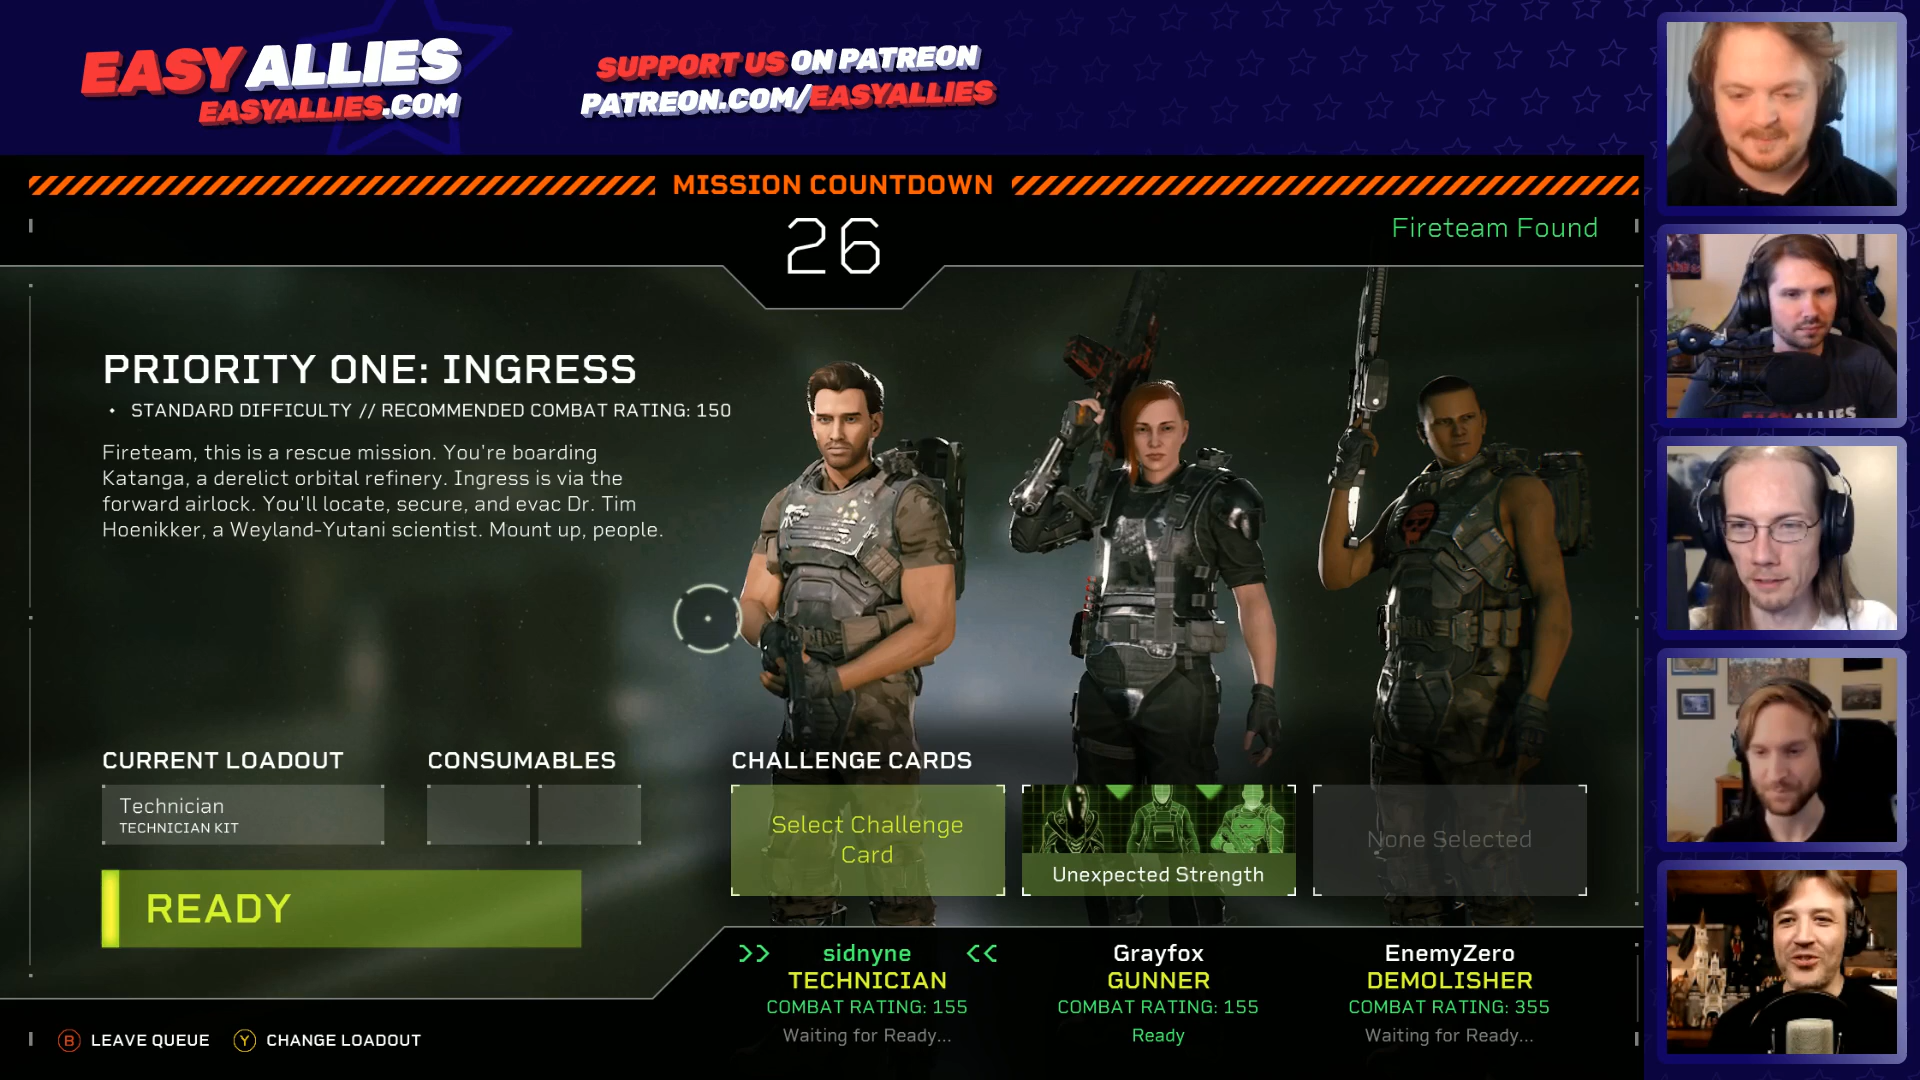 EASY ALLIES
EASYALLIES.COM
SUPPORT US ON PATREON
PATREON.COM/EASYALLIES
MISSION COUNTDOWN
26
Fireteam Found
PRIORITY ONE: INGRESS
STANDARD DIFFICULTY // RECOMMENDED COMBAT RATING: 150
Fireteam, this is a rescue mission. You're boarding
Katanga, a derelict orbital refinery. Ingress is via the
forward airlock. You'll locate, secure, and evac Dr. Tim
Hoenikker, a Weyland-Yutani scientist. Mount up, people.
CURRENT LOADOUT
Technician
TECHNICIAN KIT
CONSUMABLES
CHALLENGE CARDS
Select Challenge
Card
Unexpected Strength
None Selected
READY
>> sidnyne <<
TECHNICIAN
COMBAT RATING: 155
Waiting for Ready...
Grayfox
GUNNER
COMBAT RATING: 155
Ready
EnemyZero
DEMOLISHER
COMBAT RATING: 355
Waiting for Ready...
B LEAVE QUEUE
Y CHANGE LOADOUT